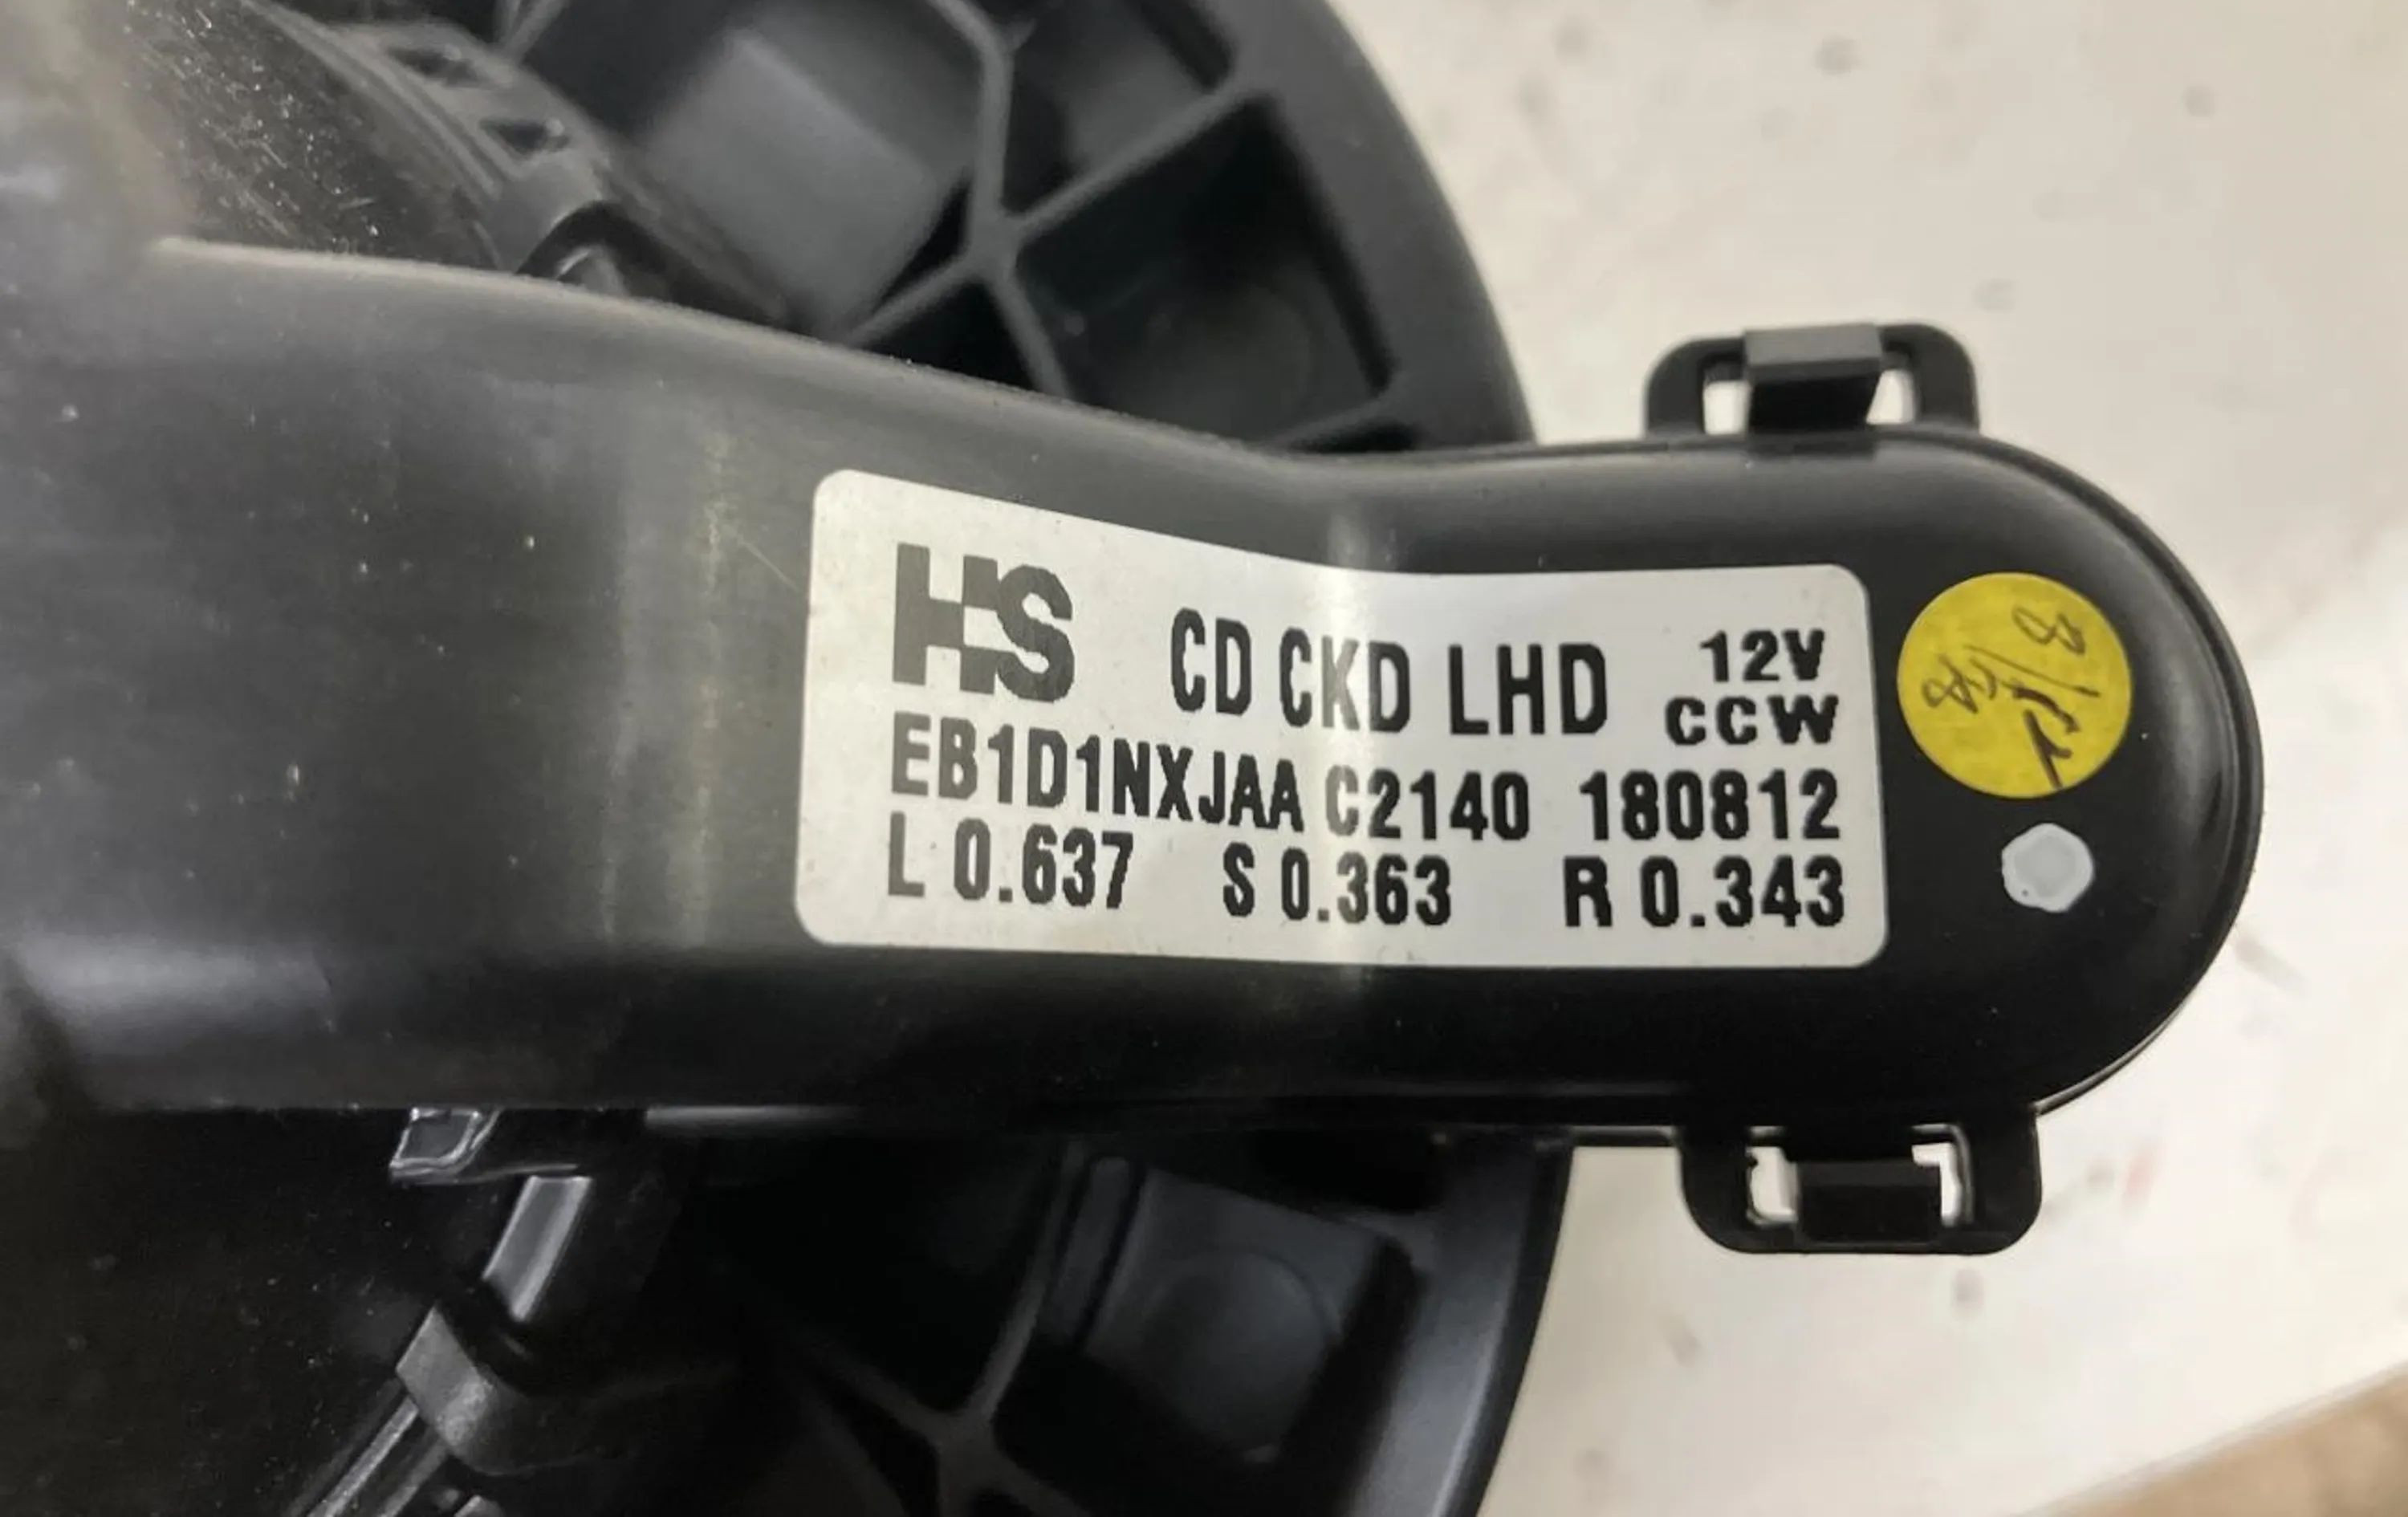 HS CD CKD LHD 12V
CCW
EB1D1NXJAA C2140 180812
L 0.637 S 0.363 R 0.343